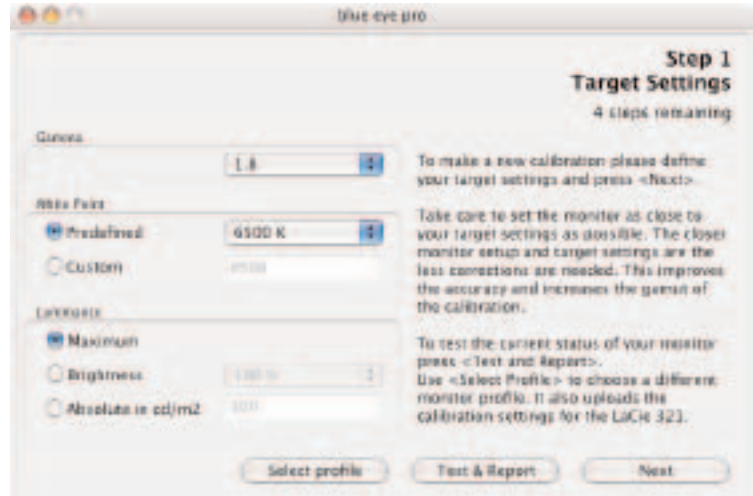 blue eye pro
Step 1
Target Settings
4 steps remaining
Gamma
1.8
To make a new calibration please define
your target settings and press <Next>.
White Point
Predefined
6500 K
Custom
6500
Take care to set the monitor as close to
your target settings as possible. The closer
monitor setup and target settings are the
less corrections are needed. This improves
the accuracy and increases the gamut of
the calibration.
Luminance
Maximum
Brightness
100 %
Absolute in cd/m2
To test the current status of your monitor
press <Test and Report>.
Use <Select Profile> to choose a different
monitor profile. It also uploads the
calibration settings for the LaCie 321.
Select profile
Test & Report
Next